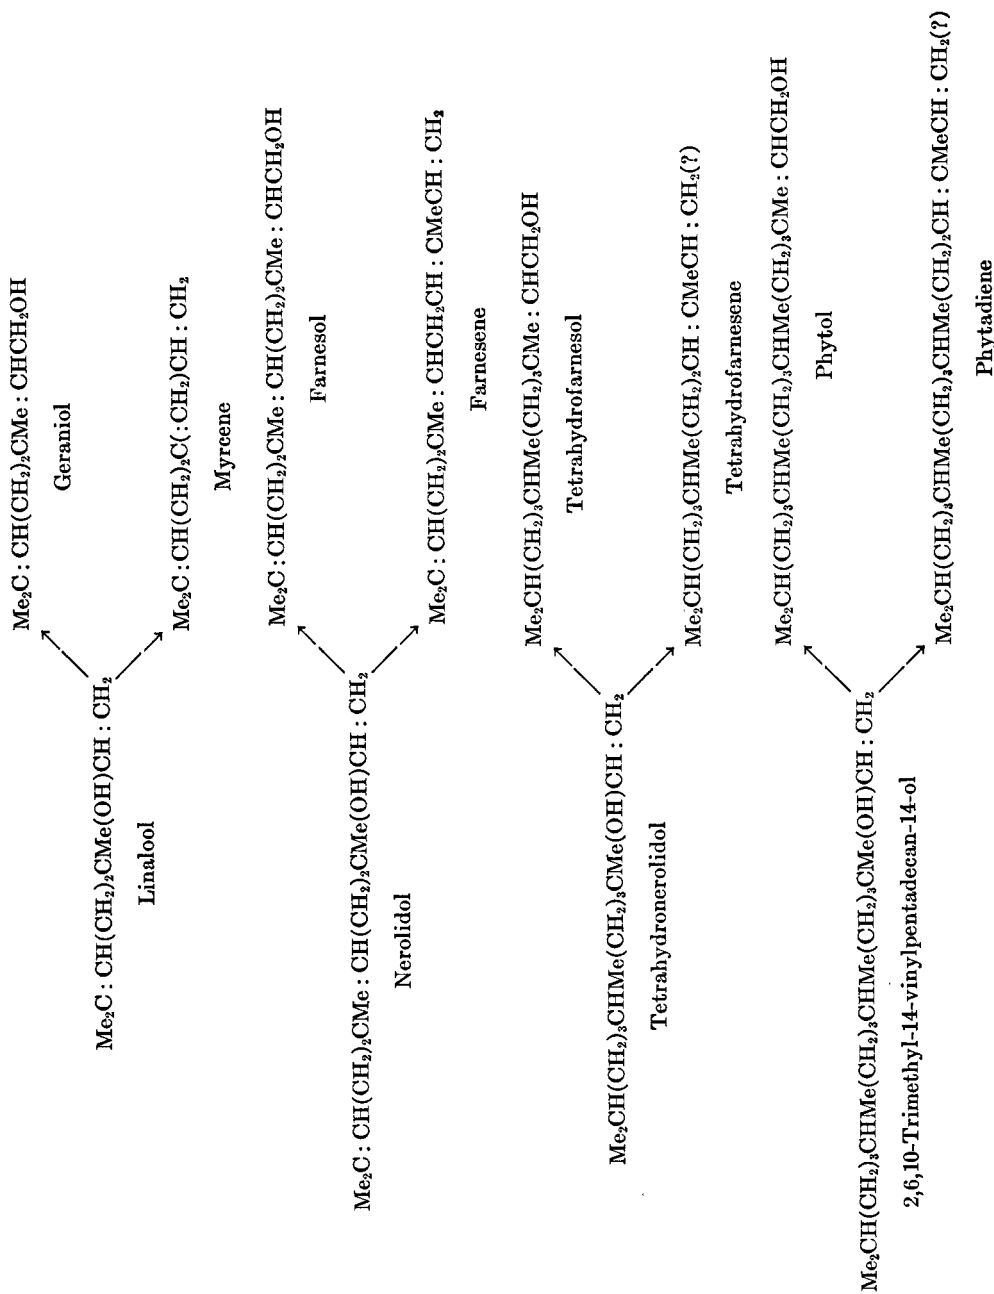 Me₂C : CH(CH₂)₂CMe : CHCH₂OH
Geraniol
Me₂C : CH(CH₂)₂CMe(OH)CH : CH₂
Linalool
Me₂C : CH(CH₂)₂C(:CH₂)CH : CH₂
Myrcene
Me₂C : CH(CH₂)₂CMe : CH(CH₂)₂CMe : CHCH₂OH
Farnesol
Me₂C : CH(CH₂)₂CMe : CH(CH₂)₂CMe(OH)CH : CH₂
Nerolidol
Me₂C : CH(CH₂)₂CMe : CHCH₂CH : CMeCH : CH₂
Farnesene
Me₂CH(CH₂)₃CHMe(CH₂)₃CMe : CHCH₂OH
Tetrahydrofarnesol
Me₂CH(CH₂)₃CHMe(CH₂)₃CMe(OH)CH : CH₂
Tetrahydronerolidol
Me₂CH(CH₂)₃CHMe(CH₂)₂CH : CMeCH : CH₂(?)
Tetrahydrofarnesene
Me₂CH(CH₂)₃CHMe(CH₂)₃CHMe(CH₂)₃CMe : CHCH₂OH
Phytol
Me₂CH(CH₂)₃CHMe(CH₂)₃CHMe(CH₂)₃CMe(OH)CH : CH₂
2,6,10-Trimethyl-14-vinylpentadecan-14-ol
Me₂CH(CH₂)₃CHMe(CH₂)₃CHMe(CH₂)₂CH : CMeCH : CH₂(?)
Phytadiene